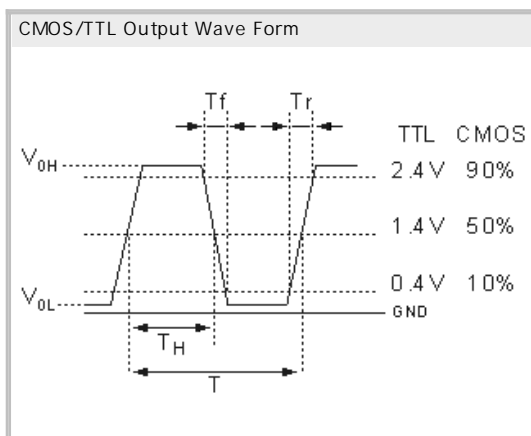 CMOS/TTL Output Wave Form
Tf Tr
TTL CMOS
V0H 2.4V 90%
1.4V 50%
0.4V 10%
V0L GND
TH
T